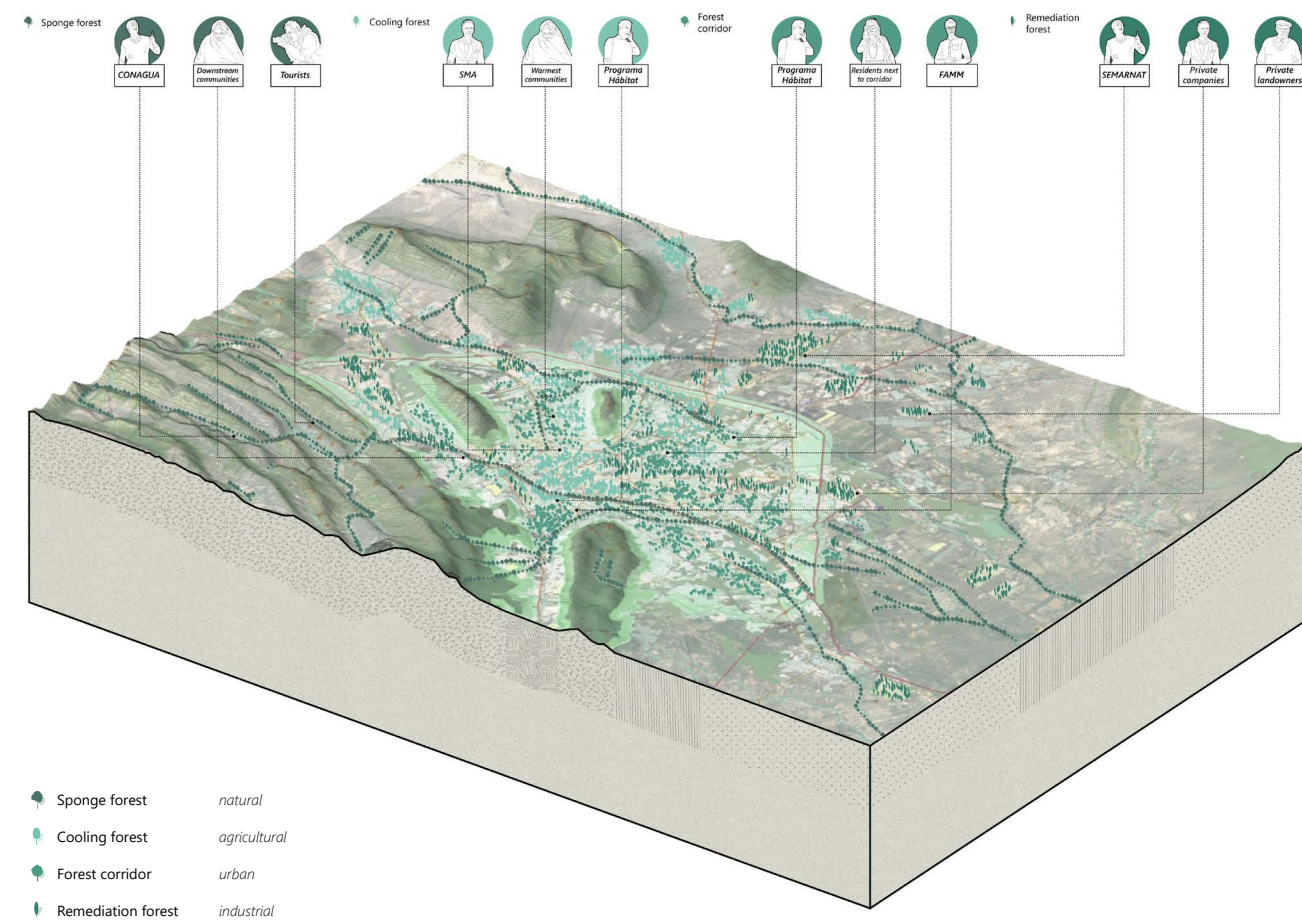 Sponge forest
CONAGUA
Downstream
communities
Tourists
Cooling forest
SMA
Warmest
communities
Programa
Hábitat
Forest
corridor
Programa
Hábitat
Residents next
to corridor
FAMM
Remediation
forest
SEMARNAT
Private
companies
Private
landowners
Sponge forest natural
Cooling forest agricultural
Forest corridor urban
Remediation forest industrial